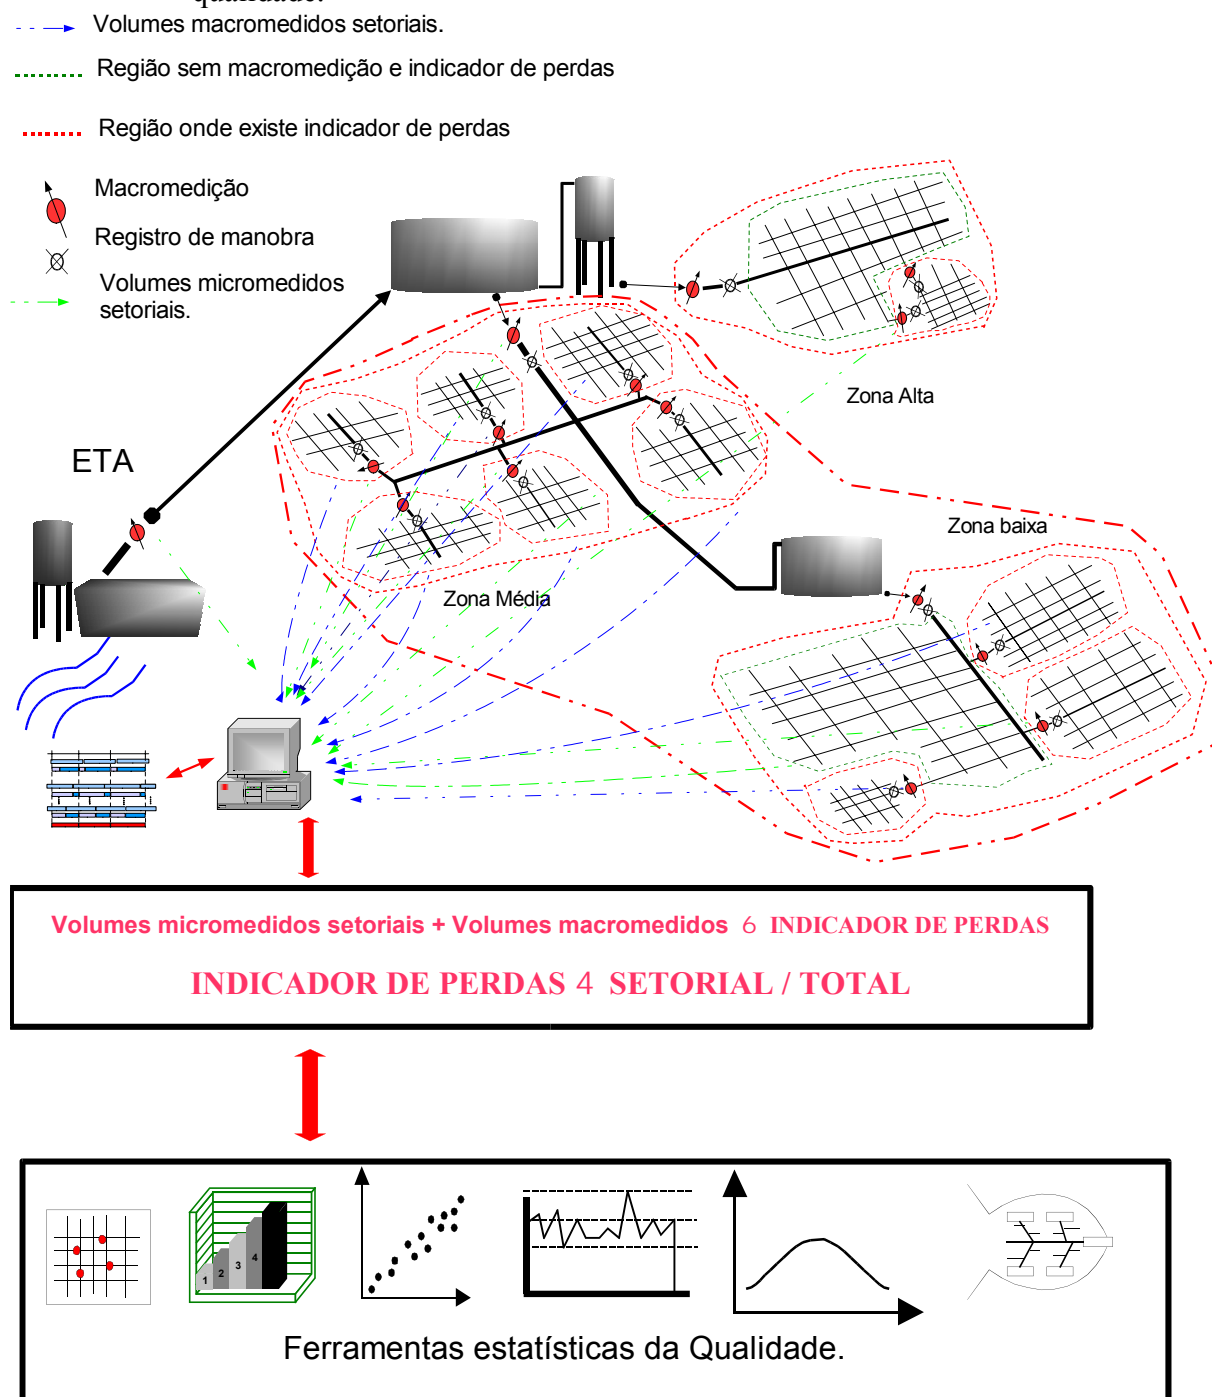 qualidade.
Volumes macromedidos setoriais.
Região sem macromedição e indicador de perdas
Região onde existe indicador de perdas
Macromedição
Registro de manobra
Volumes micromedidos
setoriais.
Zona Alta
ETA
Zona baixa
Zona Média
Volumes micromedidos setoriais + Volumes macromedidos 6 INDICADOR DE PERDAS
INDICADOR DE PERDAS 4 SETORIAL / TOTAL
1 2 3 4
Ferramentas estatísticas da Qualidade.